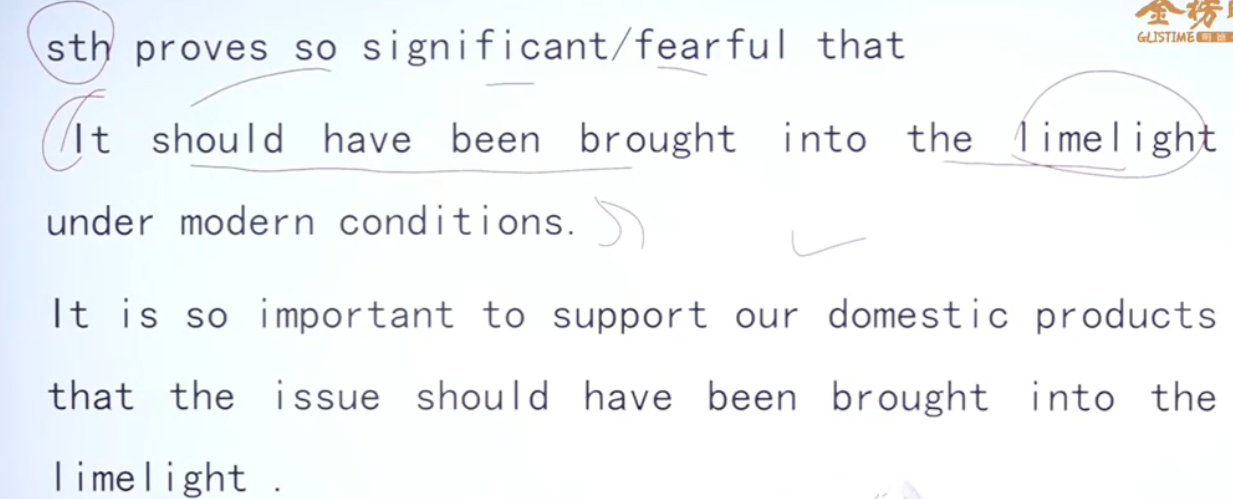 金榜
GLISTIME
sth proves so significant/fearful that
It should have been brought into the limelight
under modern conditions.
It is so important to support our domestic products
that the issue should have been brought into the
limelight .